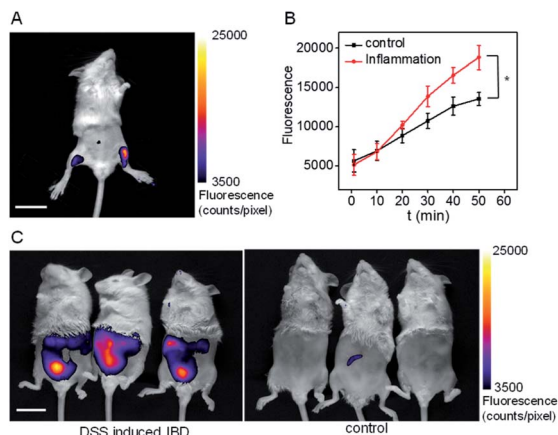 A
25000
3500
Fluorescence
(counts/pixel)
B
control
Inflammation
*
Fluorescence
20000
15000
10000
5000
0 10 20 30 40 50 60
t (min)
C
25000
3500
Fluorescence
(counts/pixel)
DSS induced IBD
control